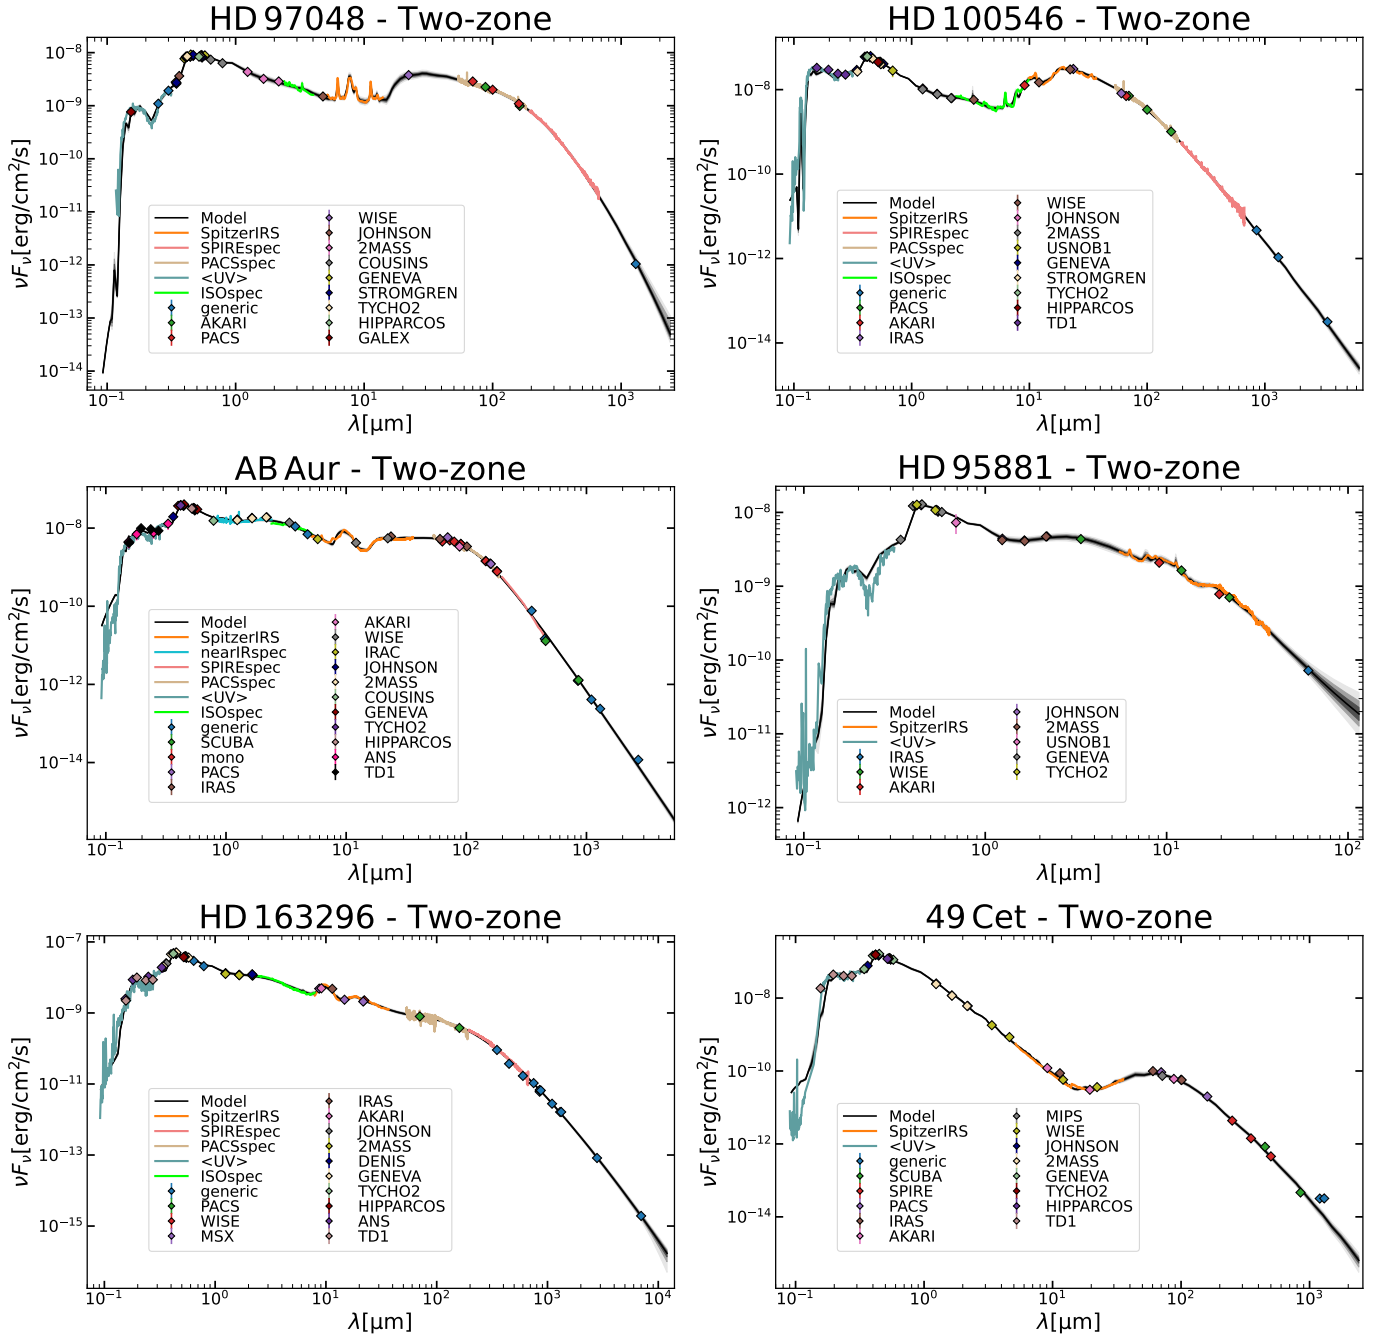 HD 97048 - Two-zone
νFν[erg/cm²/s]
10⁻⁸
10⁻⁹
10⁻¹⁰
10⁻¹¹
10⁻¹²
10⁻¹³
10⁻¹⁴
Model
SpitzerIRS
SPIREspec
PACSspec
<UV>
ISOspec
generic
AKARI
PACS
WISE
JOHNSON
2MASS
COUSINS
GENEVA
STROMGREN
TYCHO2
HIPPARCOS
GALEX
10⁻¹ 10⁰ 10¹ 10² 10³
λ[μm]
HD 100546 - Two-zone
νFν[erg/cm²/s]
10⁻⁸
10⁻¹⁰
10⁻¹²
10⁻¹⁴
Model
SpitzerIRS
SPIREspec
PACSspec
<UV>
ISOspec
generic
PACS
AKARI
IRAS
WISE
JOHNSON
2MASS
USNOB1
GENEVA
STROMGREN
TYCHO2
HIPPARCOS
TD1
10⁻¹ 10⁰ 10¹ 10² 10³
λ[μm]
AB Aur - Two-zone
νFν[erg/cm²/s]
10⁻⁸
10⁻¹⁰
10⁻¹²
10⁻¹⁴
Model
SpitzerIRS
nearIRspec
SPIREspec
PACSspec
<UV>
ISOspec
generic
SCUBA
mono
PACS
IRAS
AKARI
WISE
IRAC
JOHNSON
2MASS
COUSINS
GENEVA
TYCHO2
HIPPARCOS
ANS
TD1
10⁻¹ 10⁰ 10¹ 10² 10³
λ[μm]
HD 95881 - Two-zone
νFν[erg/cm²/s]
10⁻⁸
10⁻⁹
10⁻¹⁰
10⁻¹¹
10⁻¹²
Model
SpitzerIRS
<UV>
IRAS
WISE
AKARI
JOHNSON
2MASS
USNOB1
GENEVA
TYCHO2
10⁻¹ 10⁰ 10¹ 10²
λ[μm]
HD 163296 - Two-zone
νFν[erg/cm²/s]
10⁻⁷
10⁻⁹
10⁻¹¹
10⁻¹³
10⁻¹⁵
Model
SpitzerIRS
SPIREspec
PACSspec
<UV>
ISOspec
generic
PACS
WISE
MSX
IRAS
AKARI
JOHNSON
2MASS
DENIS
GENEVA
TYCHO2
HIPPARCOS
ANS
TD1
10⁻¹ 10⁰ 10¹ 10² 10³ 10⁴
λ[μm]
49 Cet - Two-zone
νFν[erg/cm²/s]
10⁻⁸
10⁻¹⁰
10⁻¹²
10⁻¹⁴
Model
SpitzerIRS
<UV>
generic
SCUBA
SPIRE
PACS
IRAS
AKARI
MIPS
WISE
JOHNSON
2MASS
GENEVA
TYCHO2
HIPPARCOS
TD1
10⁻¹ 10⁰ 10¹ 10² 10³
λ[μm]